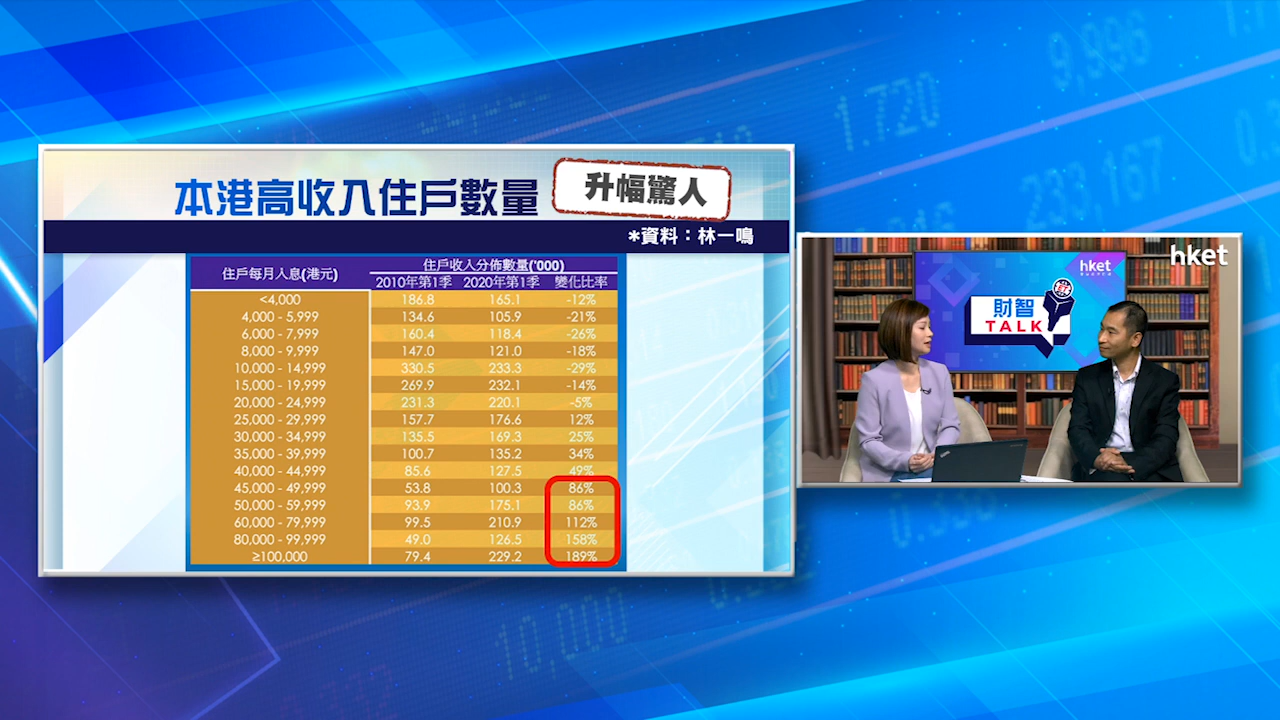 本港高收入住戶數量
升幅驚人
*資料：林一鳴
住戶每月入息(港元) 住戶收入分佈數量('000)
2010年第1季 2020年第1季 變化比率
<4,000 186.8 165.1 -12%
4,000 - 5,999 134.6 105.9 -21%
6,000 - 7,999 160.4 118.4 -26%
8,000 - 9,999 147.0 121.0 -18%
10,000 - 14,999 330.5 233.3 -29%
15,000 - 19,999 269.9 232.1 -14%
20,000 - 24,999 231.3 220.1 -5%
25,000 - 29,999 157.7 176.6 12%
30,000 - 34,999 135.5 169.3 25%
35,000 - 39,999 100.7 135.2 34%
40,000 - 44,999 85.6 127.5 49%
45,000 - 49,999 53.8 100.3 86%
50,000 - 59,999 93.9 175.1 86%
60,000 - 79,999 99.5 210.9 112%
80,000 - 99,999 49.0 126.5 158%
≥100,000 79.4 229.2 189%
hket
hket
財智
TALK
9,996
1.720
233,167
0.338
10,000